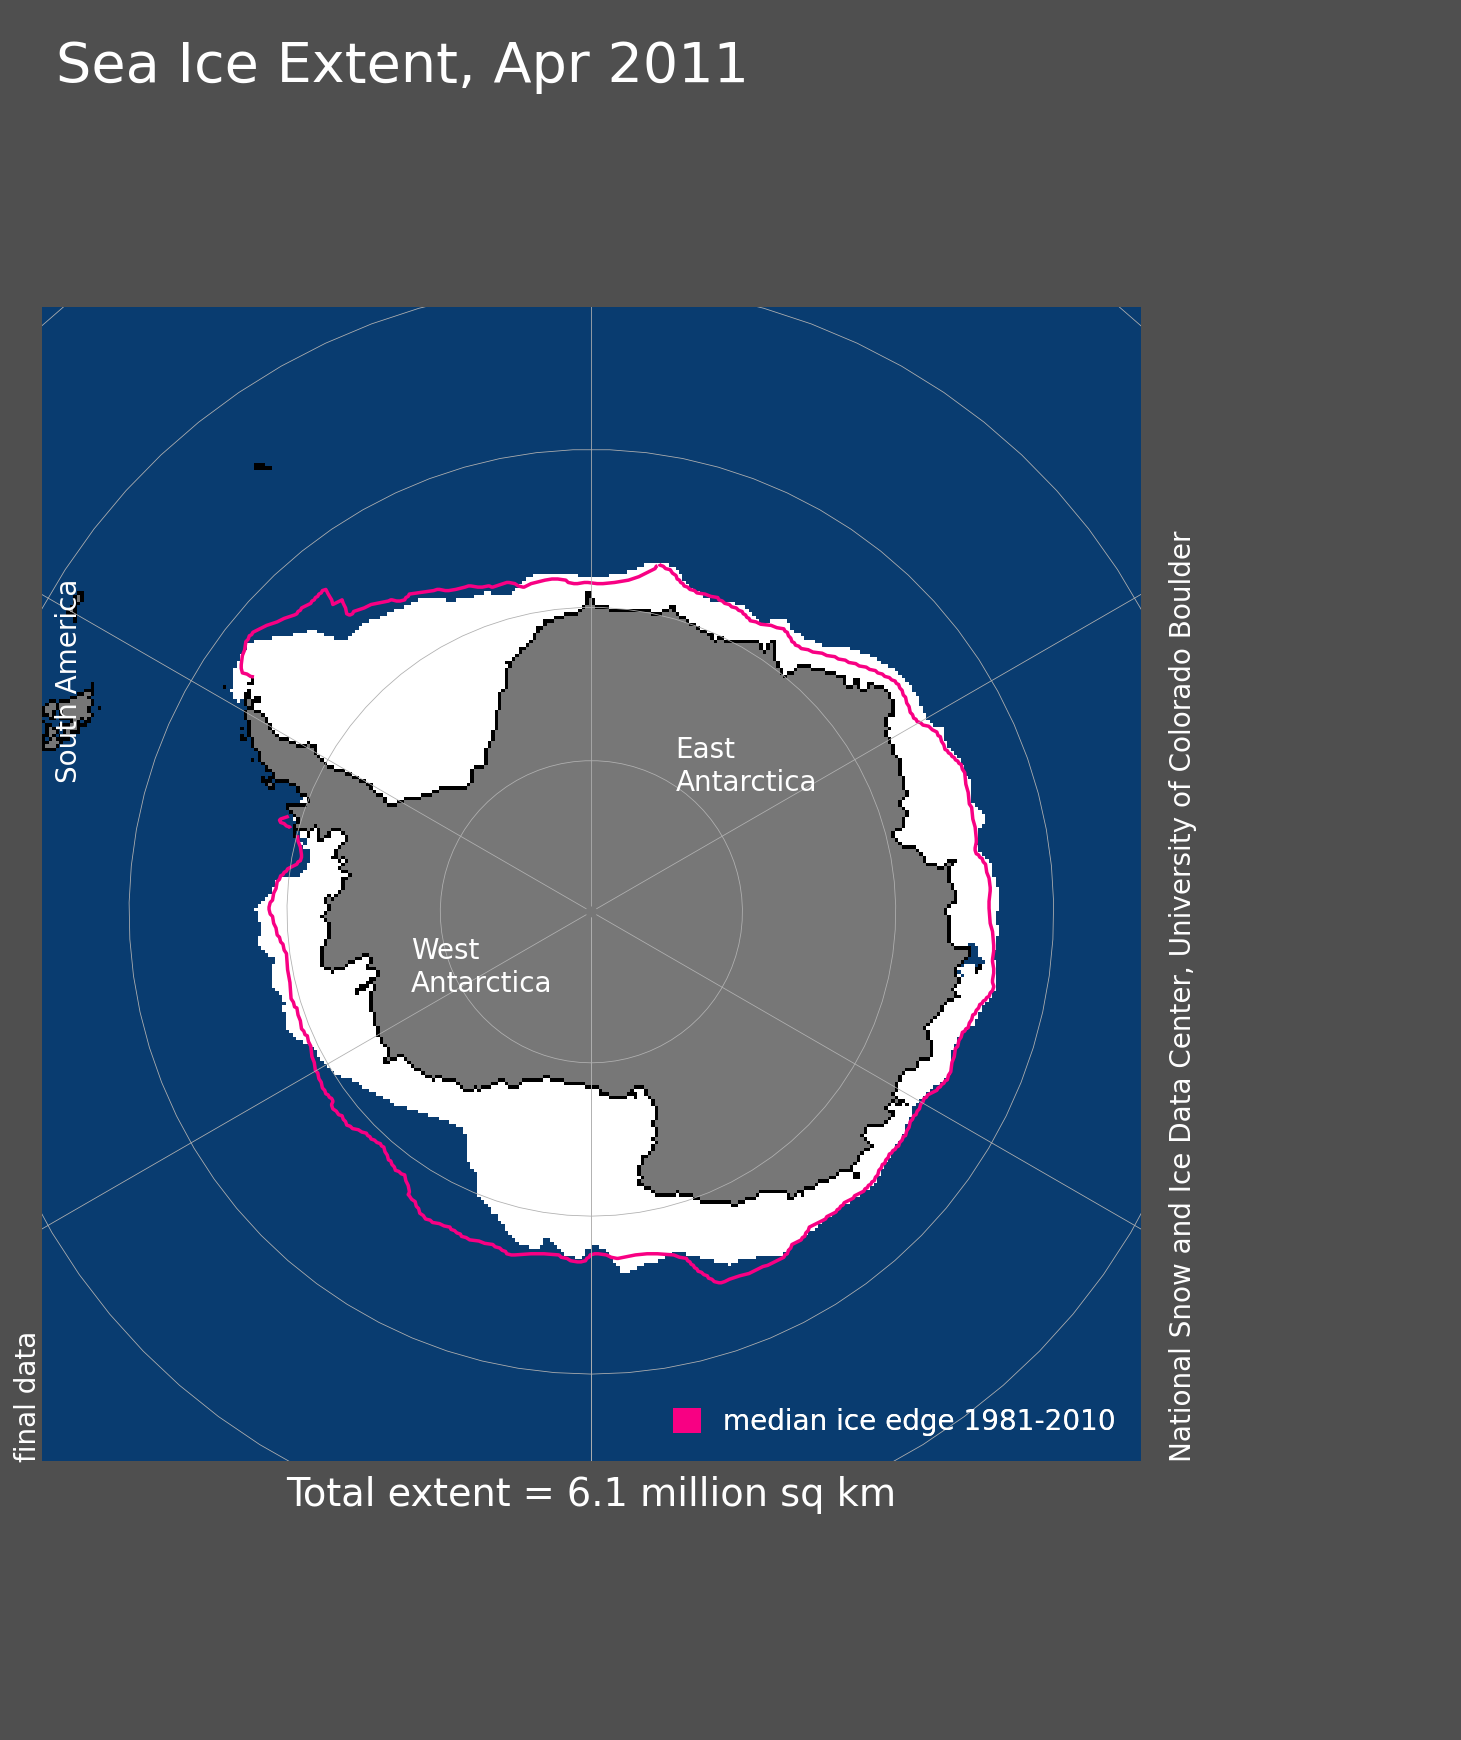 Sea Ice Extent, Apr 2011
South America
East
Antarctica
West
Antarctica
median ice edge 1981-2010
final data
National Snow and Ice Data Center, University of Colorado Boulder
Total extent = 6.1 million sq km